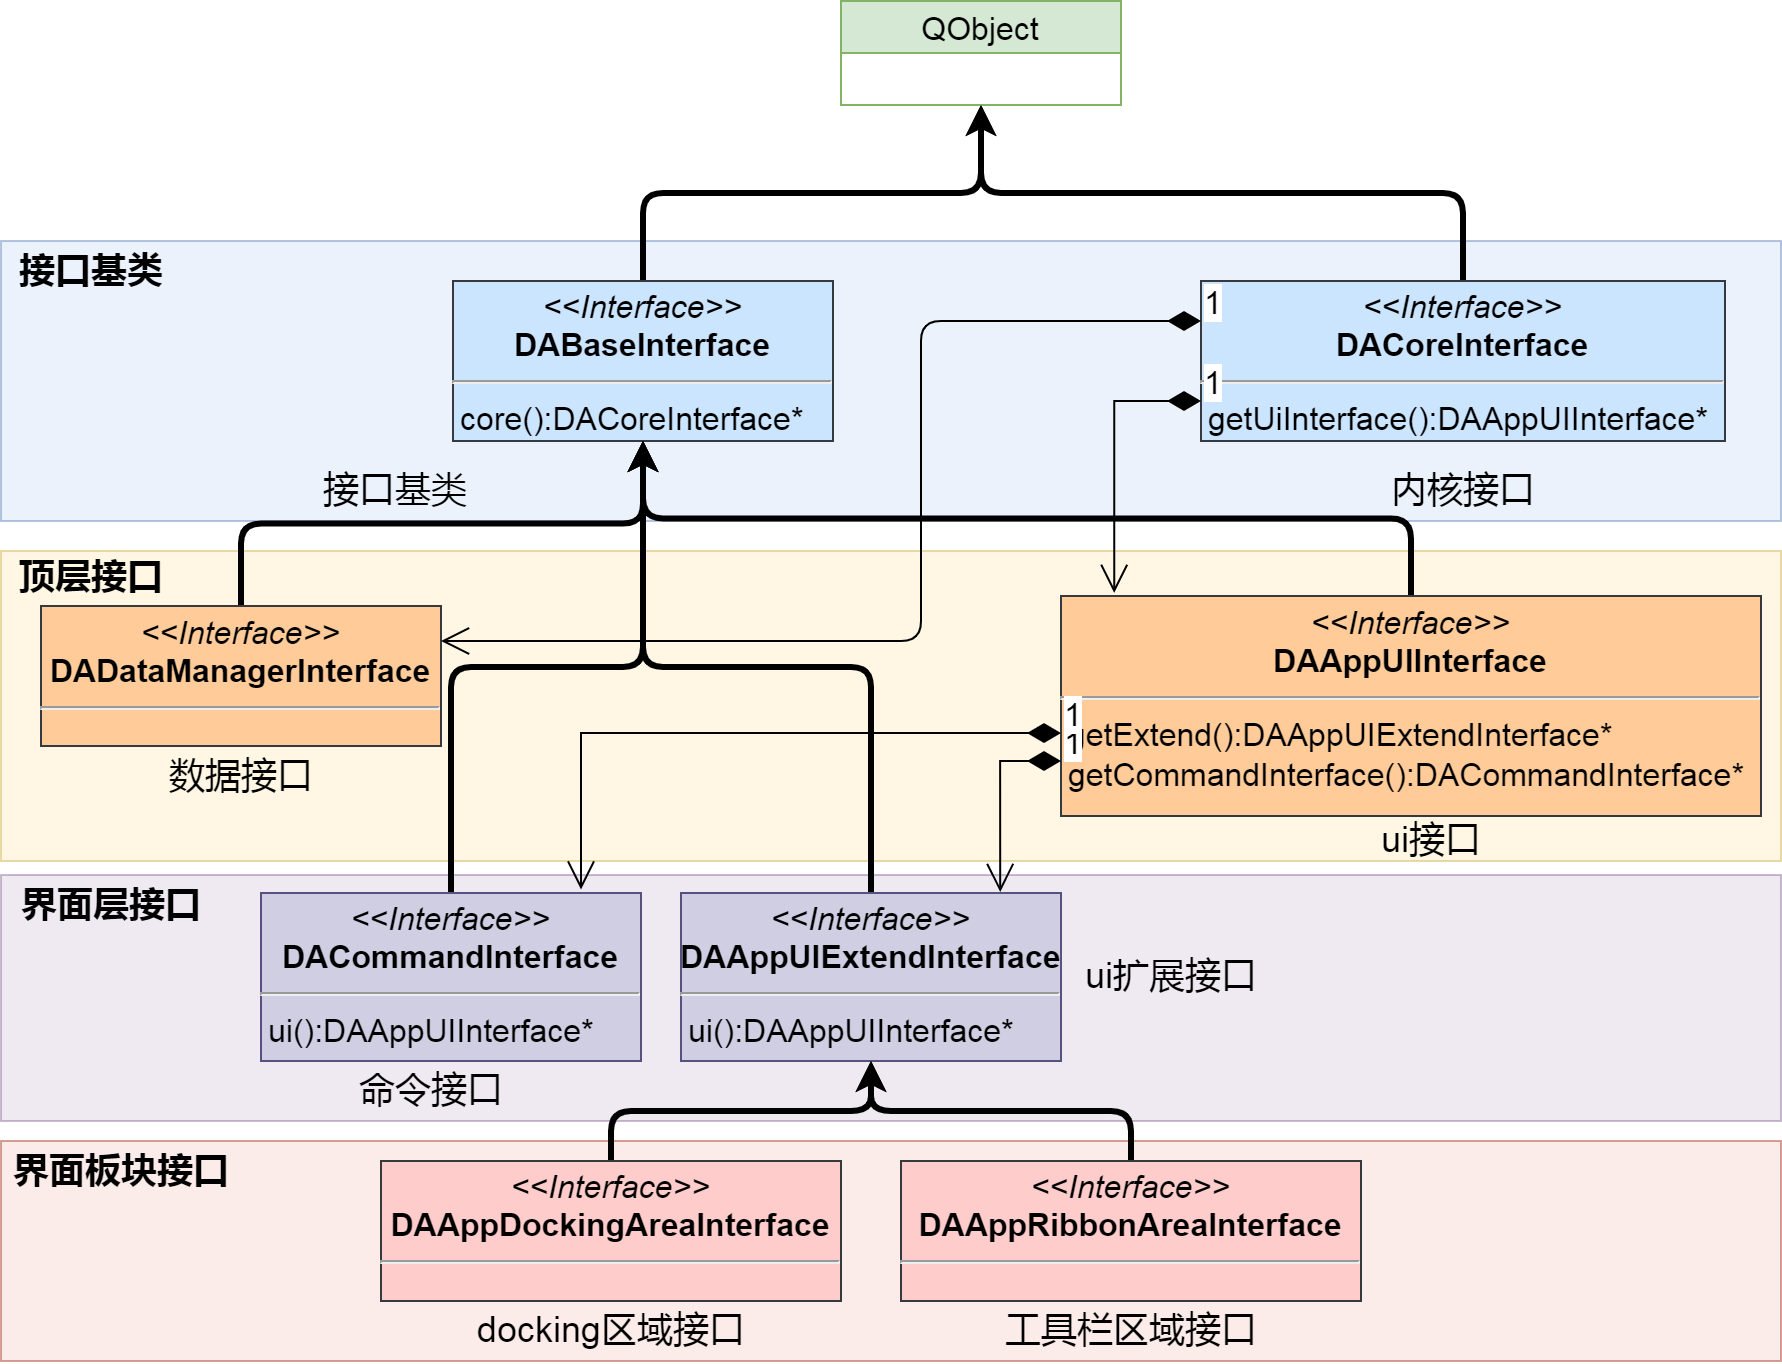 QObject
接口基类
<<Interface>>
DABaseInterface
core():DACoreInterface*
接口基类
1
1
<<Interface>>
DACoreInterface
getUiInterface():DAAppUIInterface*
内核接口
顶层接口
<<Interface>>
DADataManagerInterface
数据接口
<<Interface>>
DAAppUIInterface
1
getExtend():DAAppUIExtendInterface*
1
getCommandInterface():DACommandInterface*
ui接口
界面层接口
<<Interface>>
DACommandInterface
ui():DAAppUIInterface*
命令接口
<<Interface>>
DAAppUIExtendInterface
ui():DAAppUIInterface*
ui扩展接口
界面板块接口
<<Interface>>
DAAppDockingAreaInterface
docking区域接口
<<Interface>>
DAAppRibbonAreaInterface
工具栏区域接口